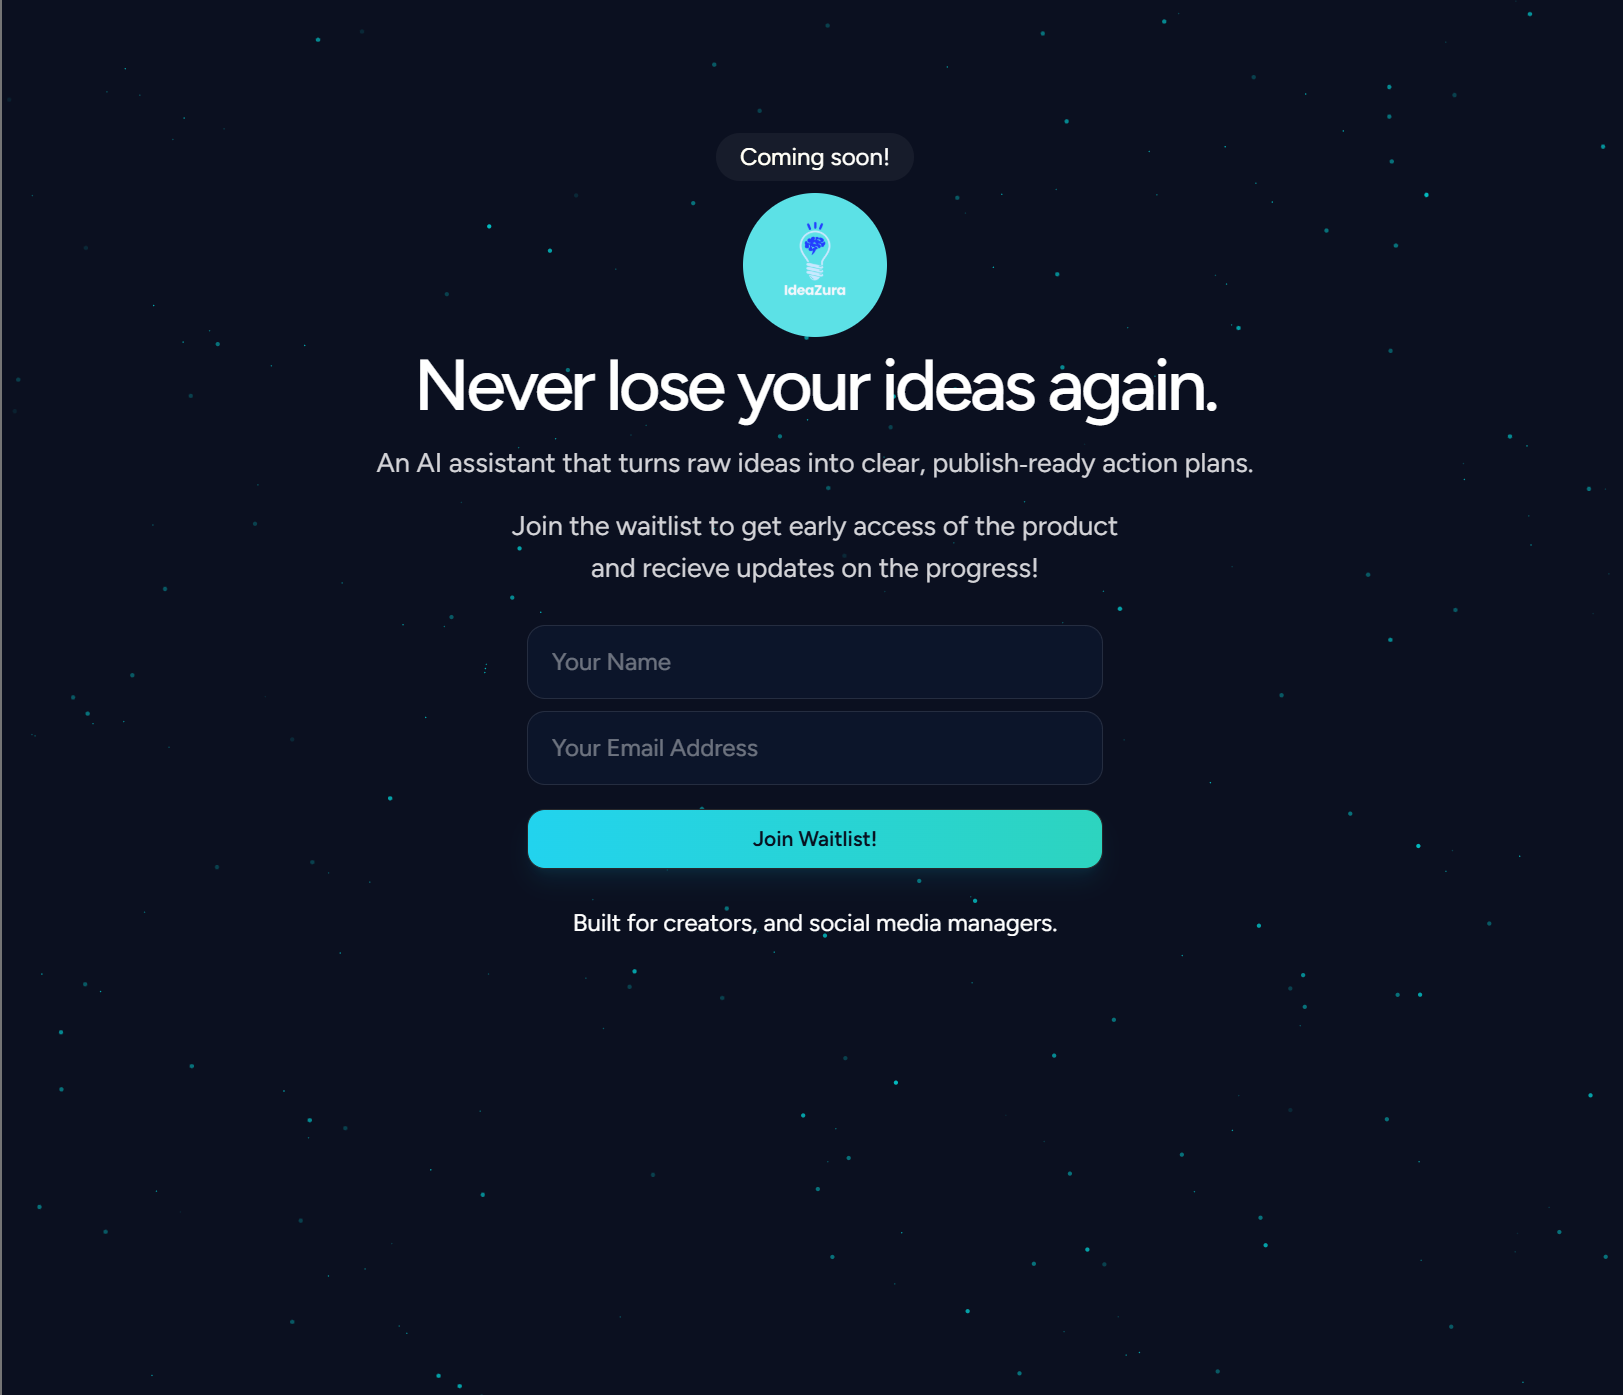 Coming soon!
IdeaZura
Never lose your ideas again.
An AI assistant that turns raw ideas into clear, publish-ready action plans.
Join the waitlist to get early access of the product
and recieve updates on the progress!
Your Name
Your Email Address
Join Waitlist!
Built for creators, and social media managers.